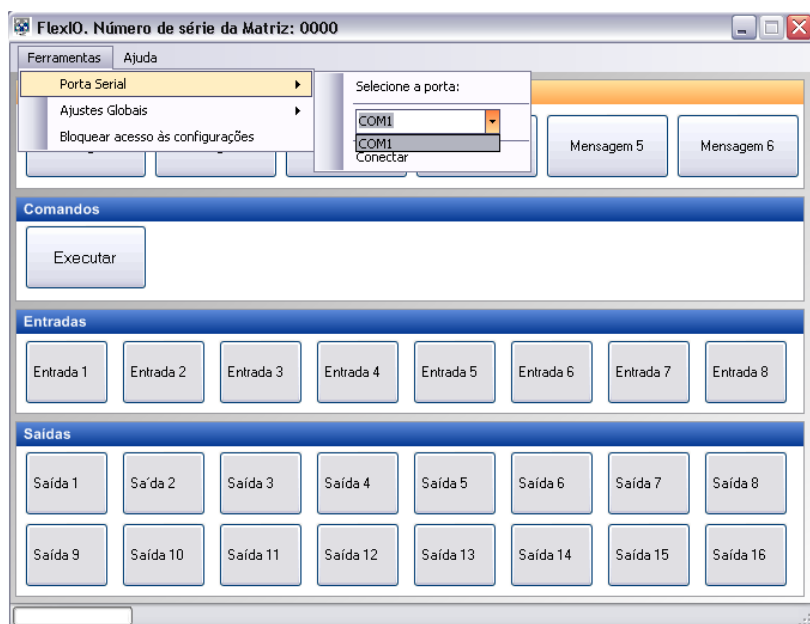 FlexIO. Número de série da Matriz: 0000
Ferramentas Ajuda
Porta Serial
Ajustes Globais
Bloquear acesso às configurações
Selecione a porta:
COM1
COM1
Conectar
Mensagem 5 Mensagem 6
Comandos
Executar
Entradas
Entrada 1 Entrada 2 Entrada 3 Entrada 4 Entrada 5 Entrada 6 Entrada 7 Entrada 8
Saídas
Saída 1 Sa´da 2 Saída 3 Saída 4 Saída 5 Saída 6 Saída 7 Saída 8
Saída 9 Saída 10 Saída 11 Saída 12 Saída 13 Saída 14 Saída 15 Saída 16